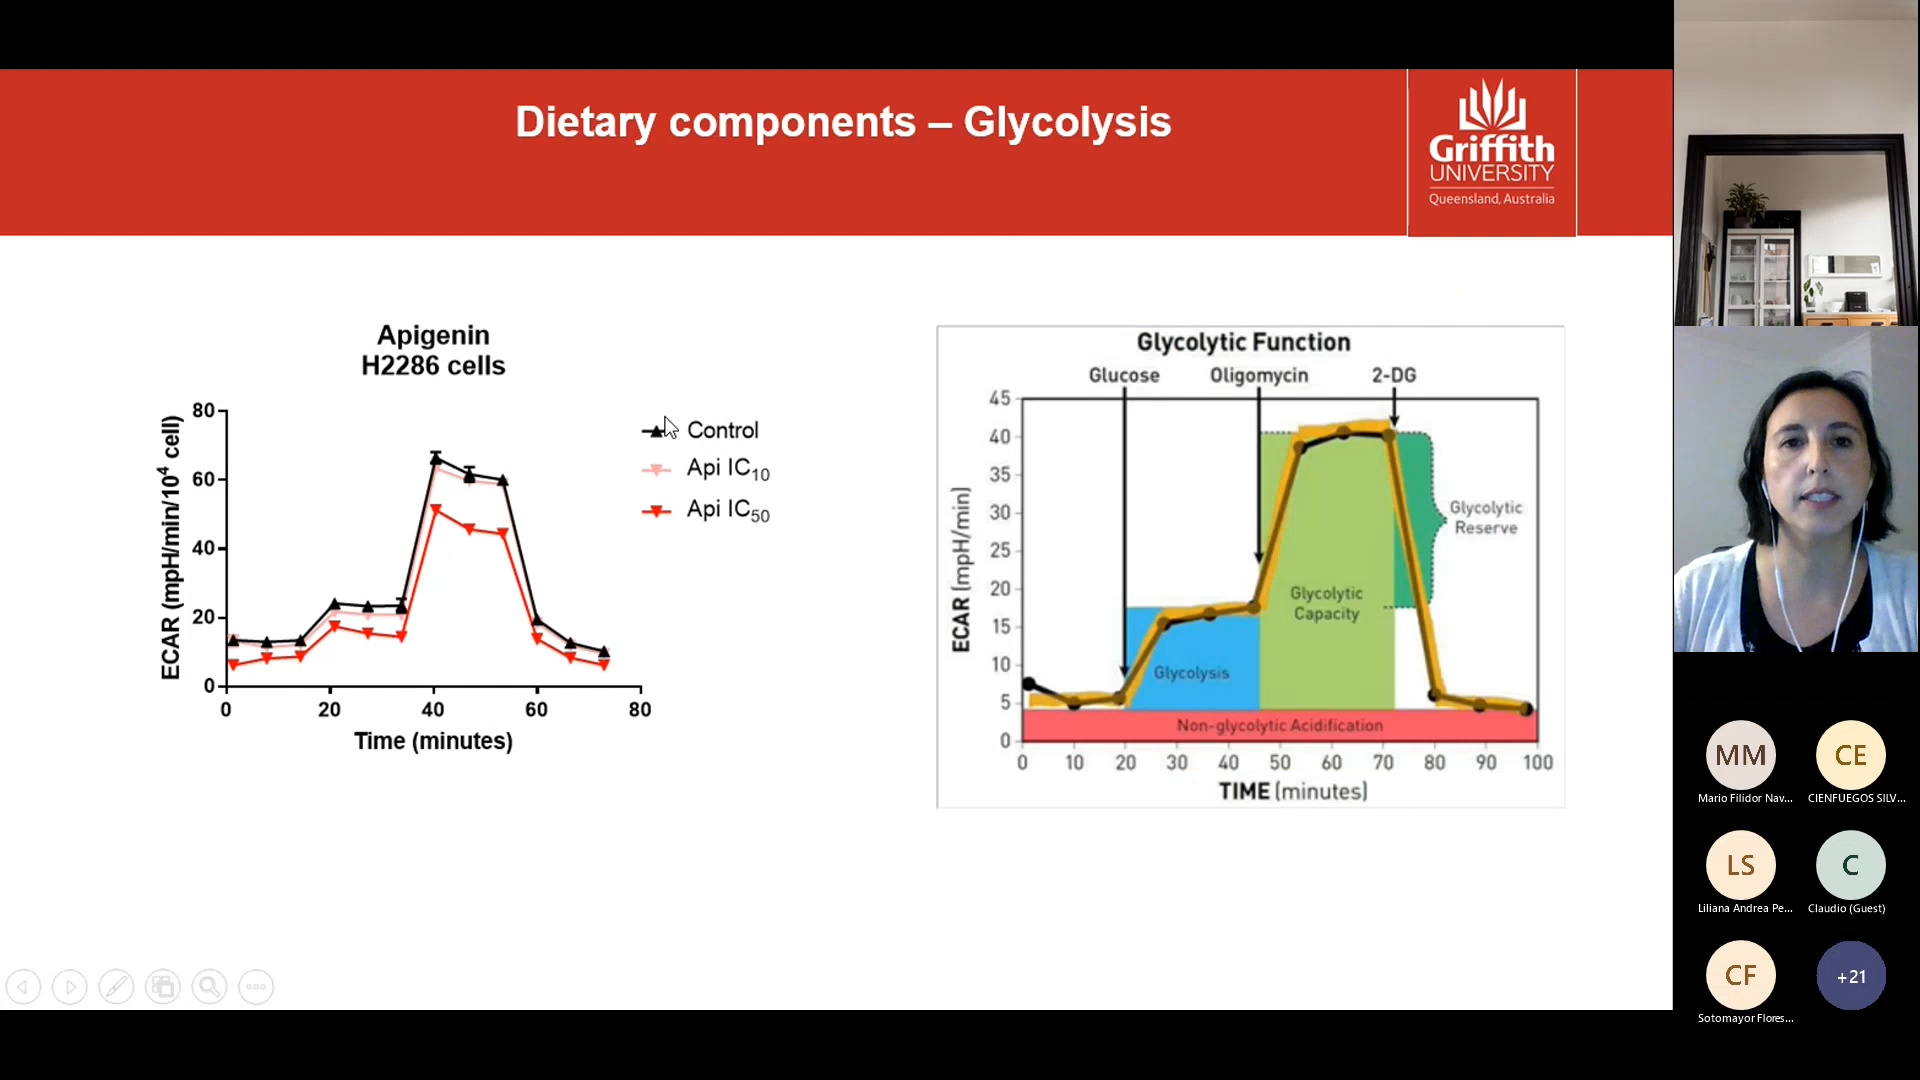 Dietary components – Glycolysis
Griffith
UNIVERSITY
Queensland, Australia
Apigenin
H2286 cells
ECAR (mpH/min/10⁴ cell)
80
60
40
20
0
0 20 40 60 80
Time (minutes)
Control
Api IC₁₀
Api IC₅₀
Glycolytic Function
Glucose Oligomycin 2-DG
ECAR (mpH/min)
45
40
35
30
25
20
15
10
5
0
Glycolytic
Reserve
Glycolytic
Capacity
Glycolysis
Non-glycolytic Acidification
0 10 20 30 40 50 60 70 80 90 100
TIME (minutes)
MM
Mario Filidor Nav...
CE
CIENFUEGOS SILV...
LS
Liliana Andrea Pe...
C
Claudio (Guest)
CF
Sotomayor Flores...
+21